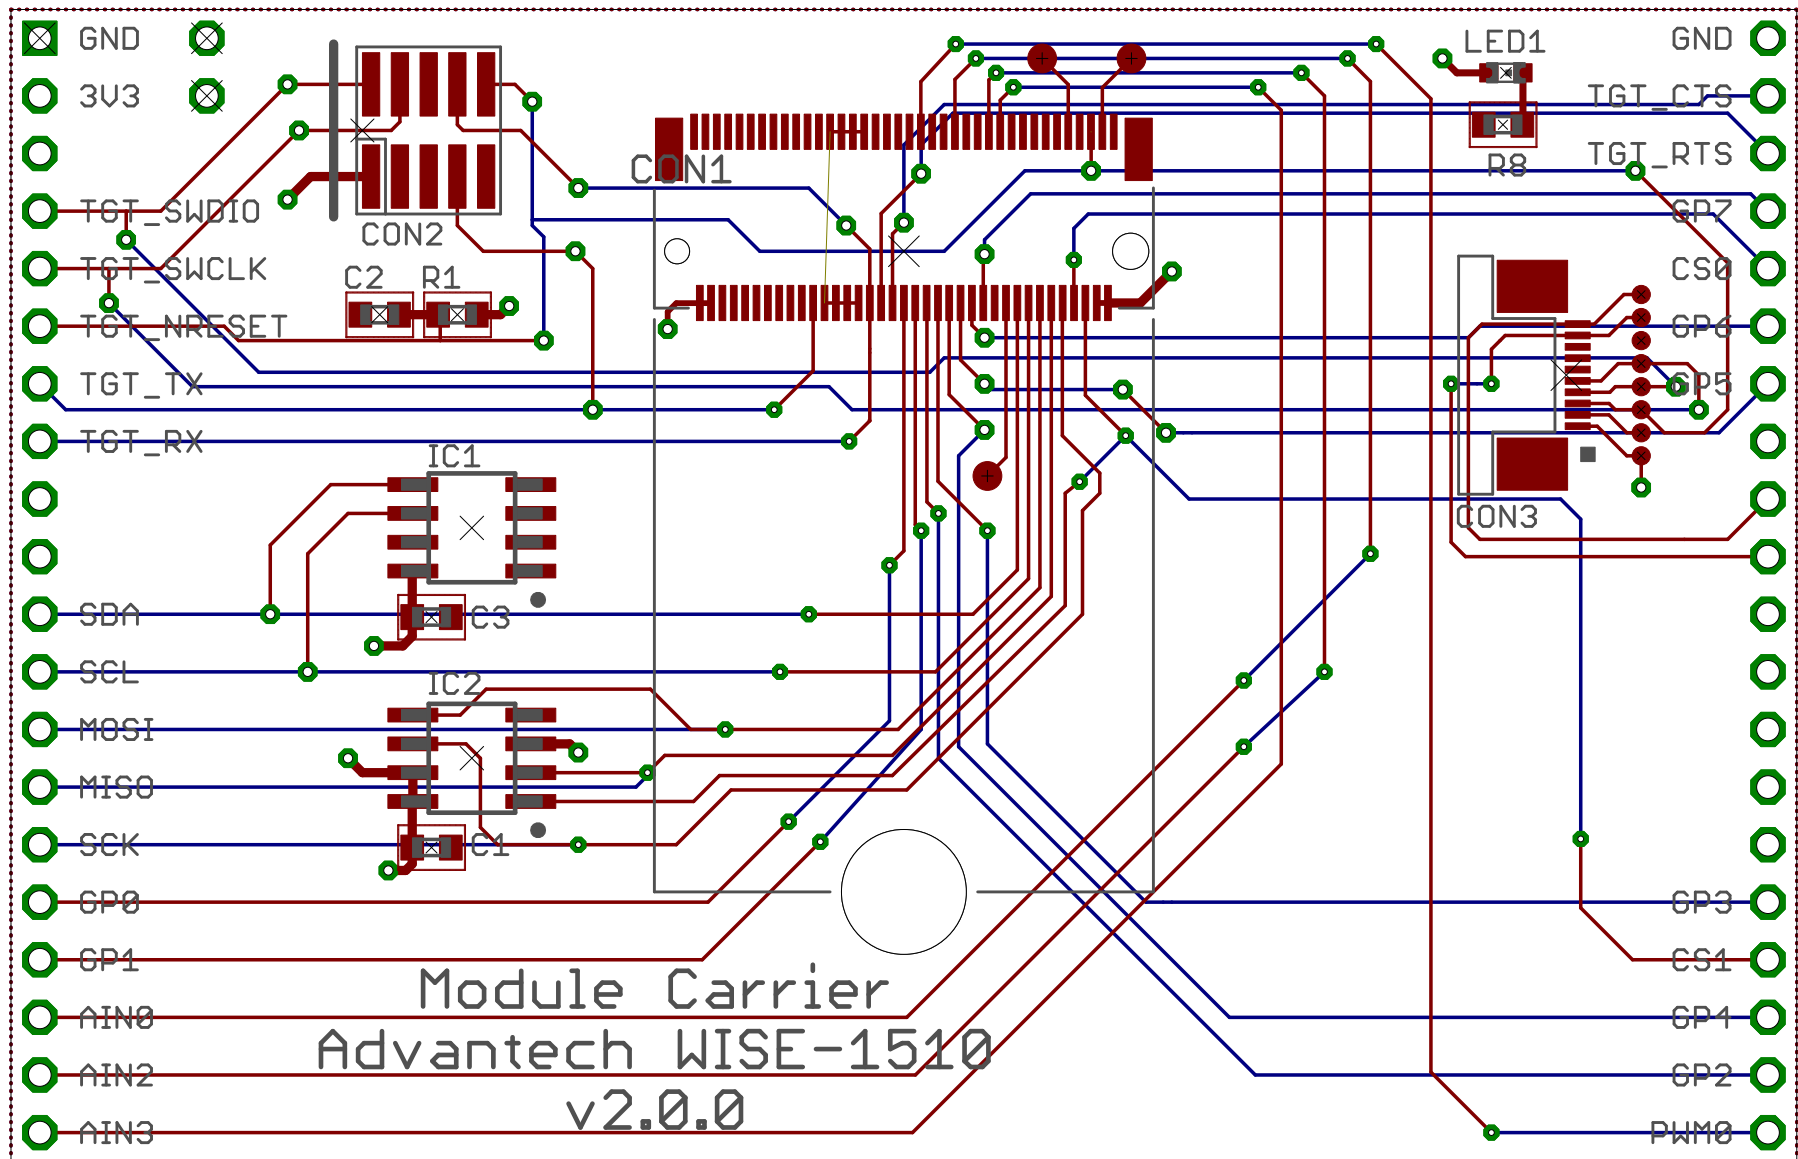 GND
3V3
TGT_SWDIO
TGT_SWCLK
TGT_NRESET
TGT_TX
TGT_RX
SDA
SCL
MOSI
MISO
SCK
GP0
GP1
AIN0
AIN2
AIN3
CON2
C2 R1
IC1
C3
IC2
C1
CON1
Module Carrier
Advantech WISE-1510
v2.0.0
LED1
R8
CON3
GND
TGT_CTS
TGT_RTS
GP7
CS0
GP6
GP5
GP3
CS1
GP4
GP2
PWM0